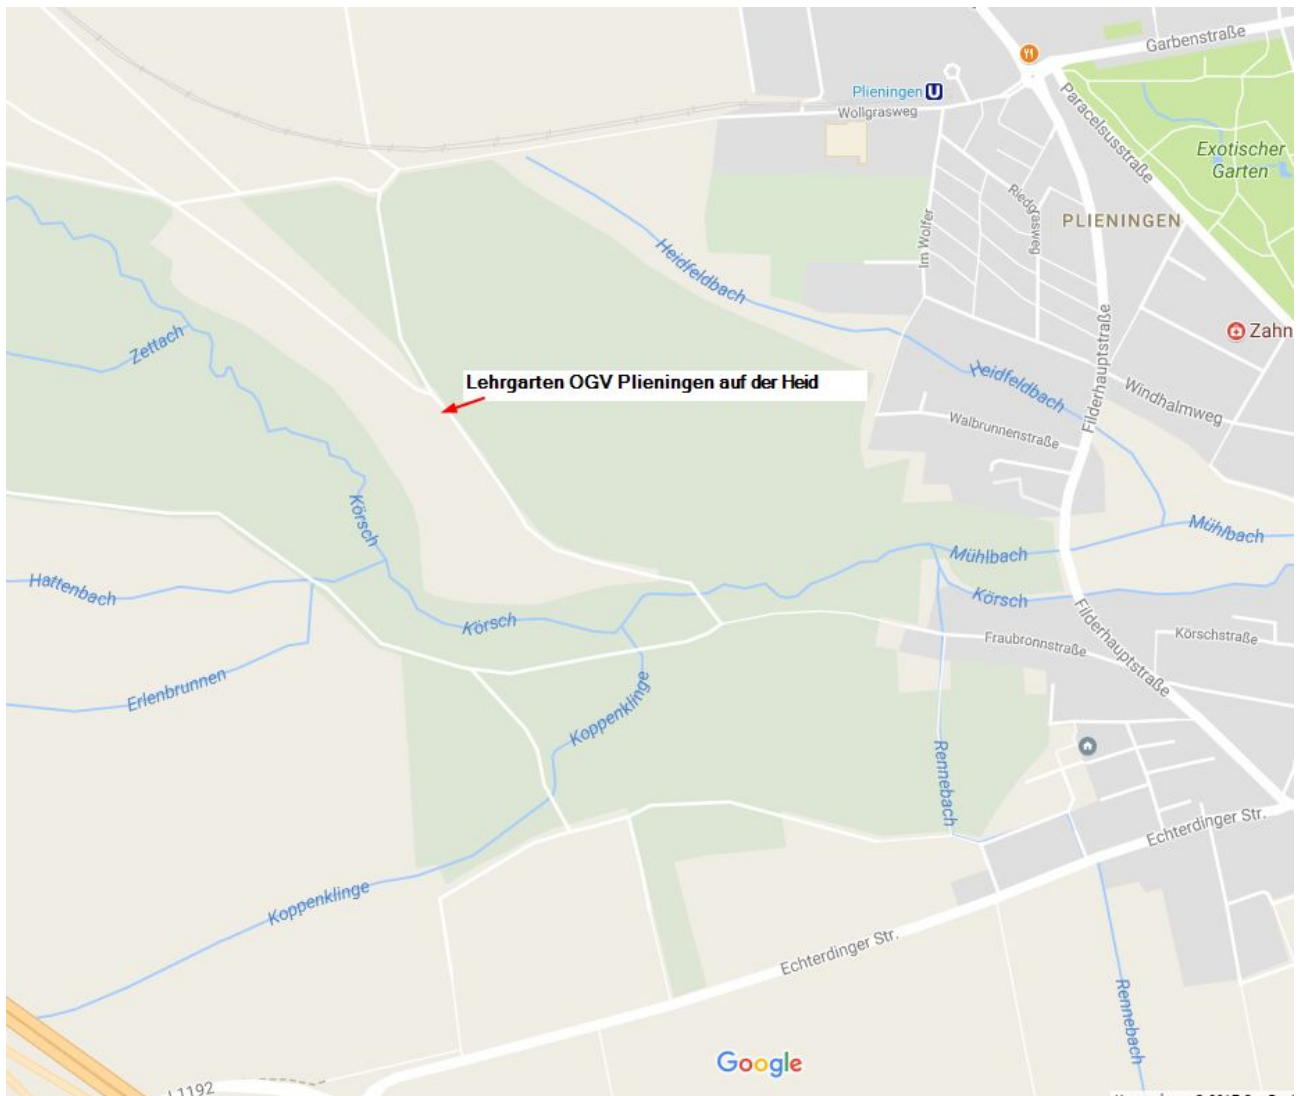 Garbenstraße
Plieningen U
Wollgrasweg
Paracelsusstraße
Exotischer
Garten
Riedgrasweg
PLIENINGEN
Im Wolfer
Heidfeldbach
Zettach
Zahn
Lehrgarten OGV Plieningen auf der Heid
Heidfeldbach
Filderhauptstraße
Windhalmweg
Walbrunnenstraße
Körsch
Mühlbach
Mühlbach
Hattenbach
Körsch
Körsch
Filderhauptstraße
Fraubronnstraße
Körschstraße
Erlenbrunnen
Koppenklinge
Rennebach
Echterdinger Str.
Koppenklinge
Echterdinger Str.
Rennebach
Google
L1192